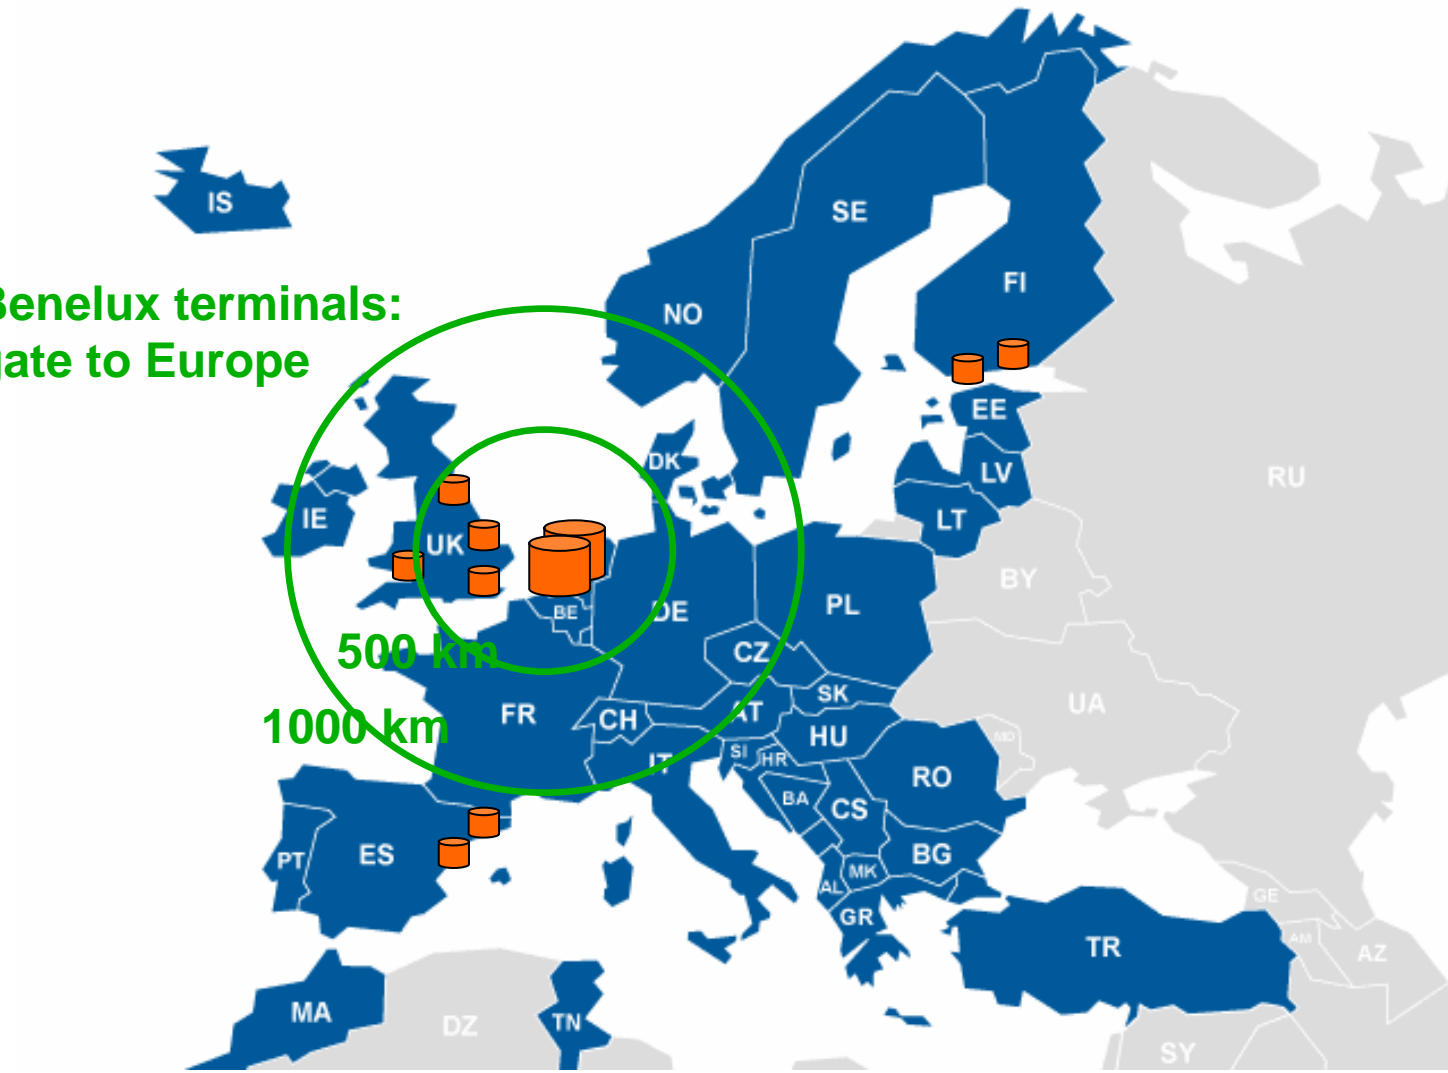 IS
SE
FI
NO
Benelux terminals:
gate to Europe
EE
DK
LV
RU
IE
LT
UK
BY
BE
DE
PL
500 km
CZ
SK
UA
FR
CH
AT
1000 km
HU
MD
SI
HR
IT
RO
BA
CS
PT
ES
BG
MK
AL
GE
GR
AM
TR
AZ
MA
DZ
TN
SY